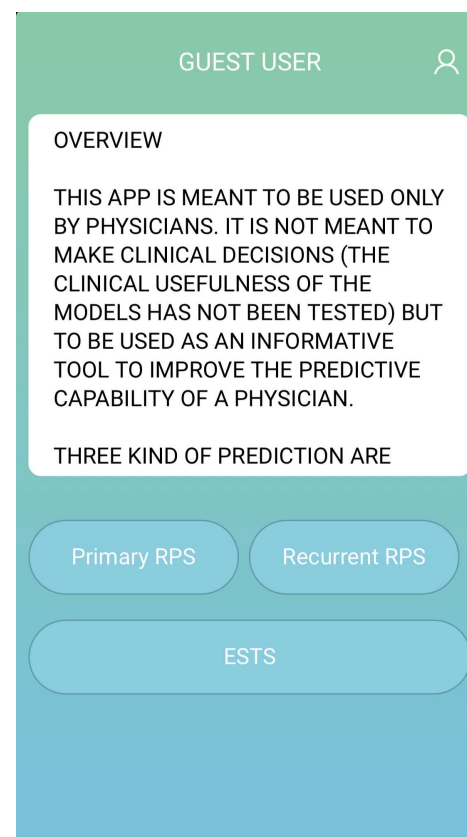 GUEST USER
OVERVIEW
THIS APP IS MEANT TO BE USED ONLY
BY PHYSICIANS. IT IS NOT MEANT TO
MAKE CLINICAL DECISIONS (THE
CLINICAL USEFULNESS OF THE
MODELS HAS NOT BEEN TESTED) BUT
TO BE USED AS AN INFORMATIVE
TOOL TO IMPROVE THE PREDICTIVE
CAPABILITY OF A PHYSICIAN.
THREE KIND OF PREDICTION ARE
Primary RPS
Recurrent RPS
ESTS